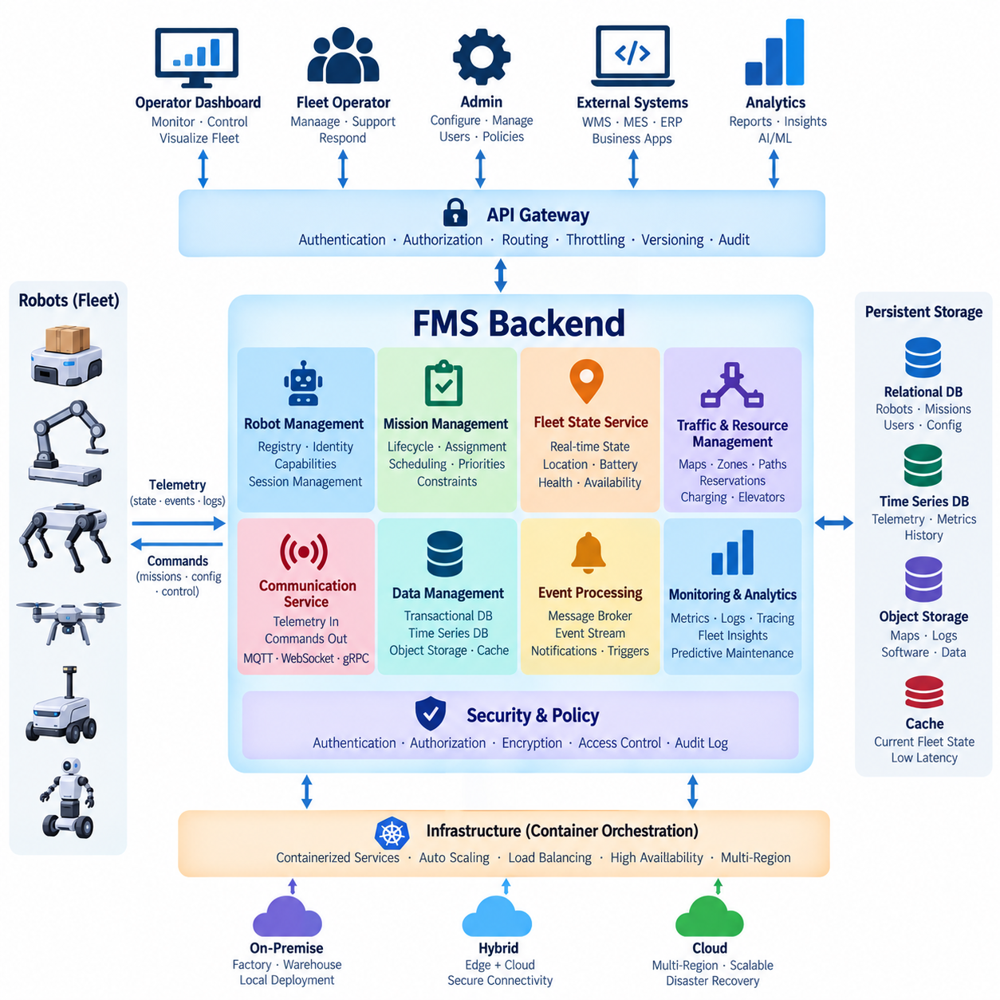 Operator Dashboard
Monitor · Control
Visualize Fleet
Fleet Operator
Manaage · Support
Respond
Admin
Configure · Manage
Users · Policies
External Systems
WMS · MES · ERP
Business Apps
Analytics
Reports · Insights
AI/ML
API Gateway
Authentication · Authorization · Routing · Throttling · Versioning · Audit
Robots (Fleet)
Telemetry
(state · events · logs)
Commands
(missions · config
· control)
FMS Backend
Robot Management
Registry · Identity
Capabilities
Session Management
Mission Management
Lifecycle · Assignment
Scheduling · Priorities
Constraints
Fleet State Service
Real-time State
Location · Battery
Health · Availability
Traffic & Resource
Management
Maps · Zones · Paths
Reservations
Charging · Elevators
Communication
Service
Telemetry In
Commands Out
MQTT · WebSocket · gRPC
Data Management
Transactional DB
Time Series DB
Object Storage · Cache
Event Processing
Message Broker
Event Stream
Notifications · Triggers
Monitoring & Analytics
Metrics · Logs · Tracing
Fleet Insights
Predictive Maintenance
Security & Policy
Authentication · Authorization · Encryption · Access Control · Audit Log
Persistent Storage
Relational DB
Robots · Missions
Users · Config
Time Series DB
Telemetry · Metrics
History
Object Storage
Maps · Logs
Software · Data
Cache
Current Fleet State
Low Latency
Infrastructure (Container Orchestration)
Containerized Services · Auto Scaling · Load Balancing · High Availlability · Multi-Region
On-Premise
Factory · Warehouse
Local Deployment
Hybrid
Edge + Cloud
Secure Connectivity
Cloud
Multi-Region · Scalable
Disaster Recovery